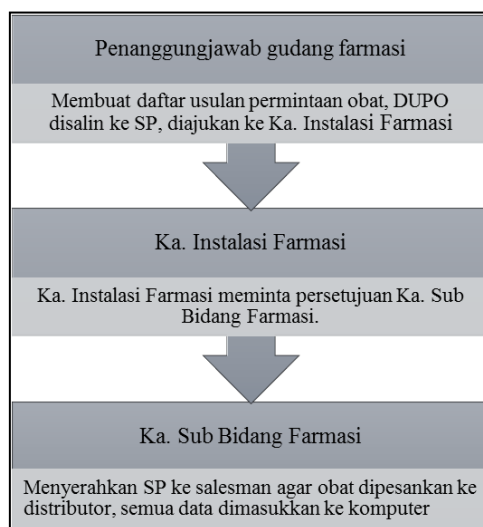 Penanggungjawab gudang farmasi
Membuat daftar usulan permintaan obat, DUPO
disalin ke SP, diajukan ke Ka. Instalasi Farmasi
Ka. Instalasi Farmasi
Ka. Instalasi Farmasi meminta persetujuan Ka. Sub
Bidang Farmasi.
Ka. Sub Bidang Farmasi
Menyerahkan SP ke salesman agar obat dipesankan ke
distributor, semua data dimasukkan ke komputer